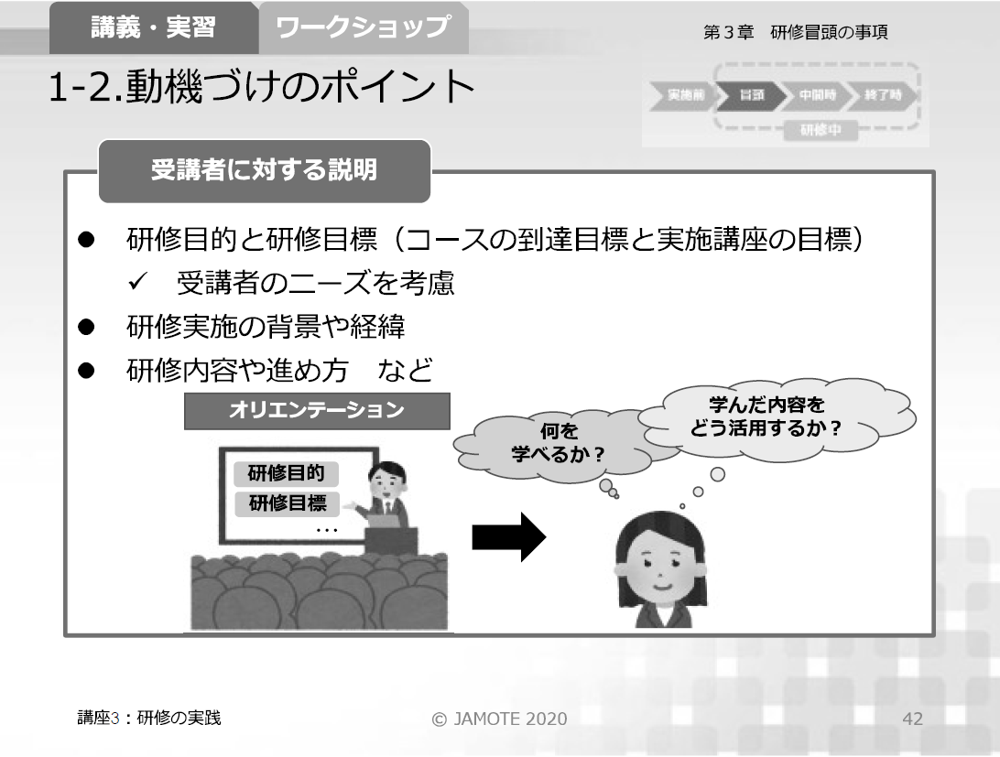 講義・実習
ワークショップ
第３章　研修冒頭の事項
1-2.動機づけのポイント
実施前
冒頭
中間時
終了時
研修中
受講者に対する説明
● 研修目的と研修目標（コースの到達目標と実施講座の目標）
✓ 受講者のニーズを考慮
● 研修実施の背景や経緯
● 研修内容や進め方　など
オリエンテーション
研修目的
研修目標
…
何を
学べるか？
学んだ内容を
どう活用するか？
講座3：研修の実践
© JAMOTE 2020
42